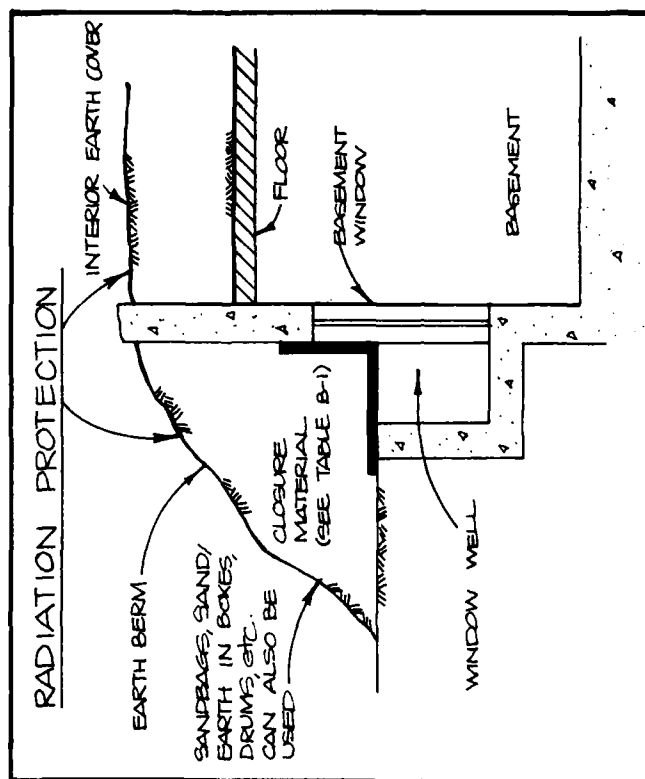 RADIATION PROTECTION
INTERIOR EARTH COVER
EARTH BERM
SANDBAGS, SAND/
EARTH IN BOXES,
DRUMS, etc.
CAN ALSO BE
USED
CLOSURE
MATERIAL
(SEE TABLE B-1)
FLOOR
BASEMENT
WINDOW
BASEMENT
WINDOW WELL